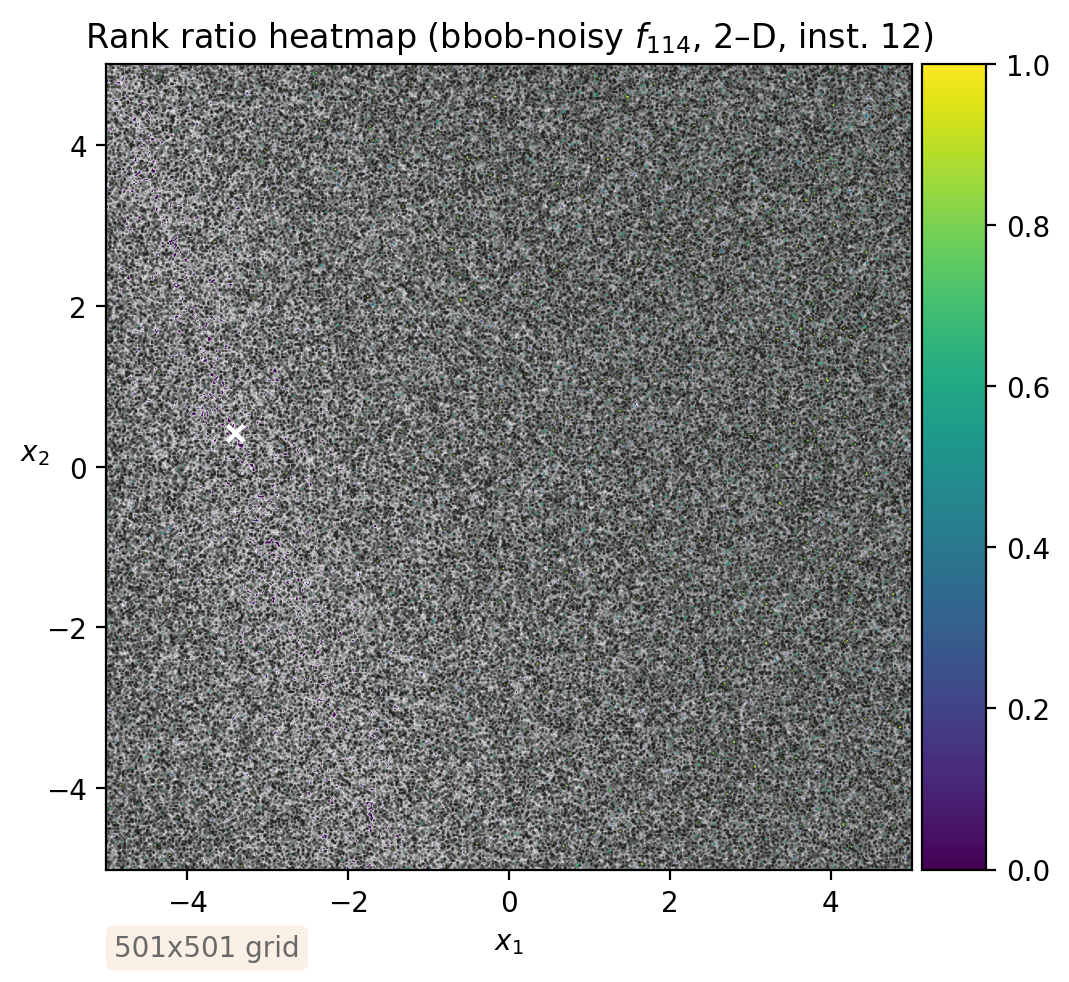 Rank ratio heatmap (bbob-noisy f₁₁₄, 2–D, inst. 12)
1.0
0.8
0.6
0.4
0.2
0.0
4
2
0
−2
−4
x₂
−4 −2 0 2 4
x₁
501x501 grid